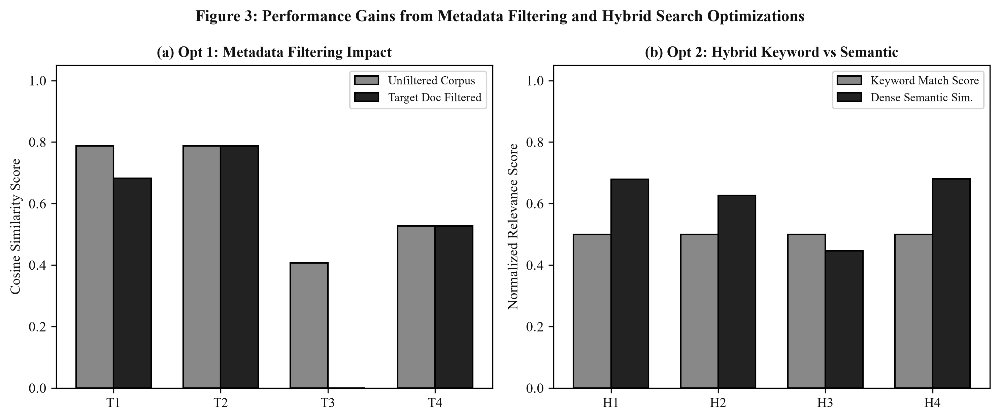 Figure 3: Performance Gains from Metadata Filtering and Hybrid Search Optimizations
(a) Opt 1: Metadata Filtering Impact
Unfiltered Corpus
Target Doc Filtered
Cosine Similarity Score
1.0
0.8
0.6
0.4
0.2
0.0
T1 T2 T3 T4
(b) Opt 2: Hybrid Keyword vs Semantic
Keyword Match Score
Dense Semantic Sim.
Normalized Relevance Score
1.0
0.8
0.6
0.4
0.2
0.0
H1 H2 H3 H4